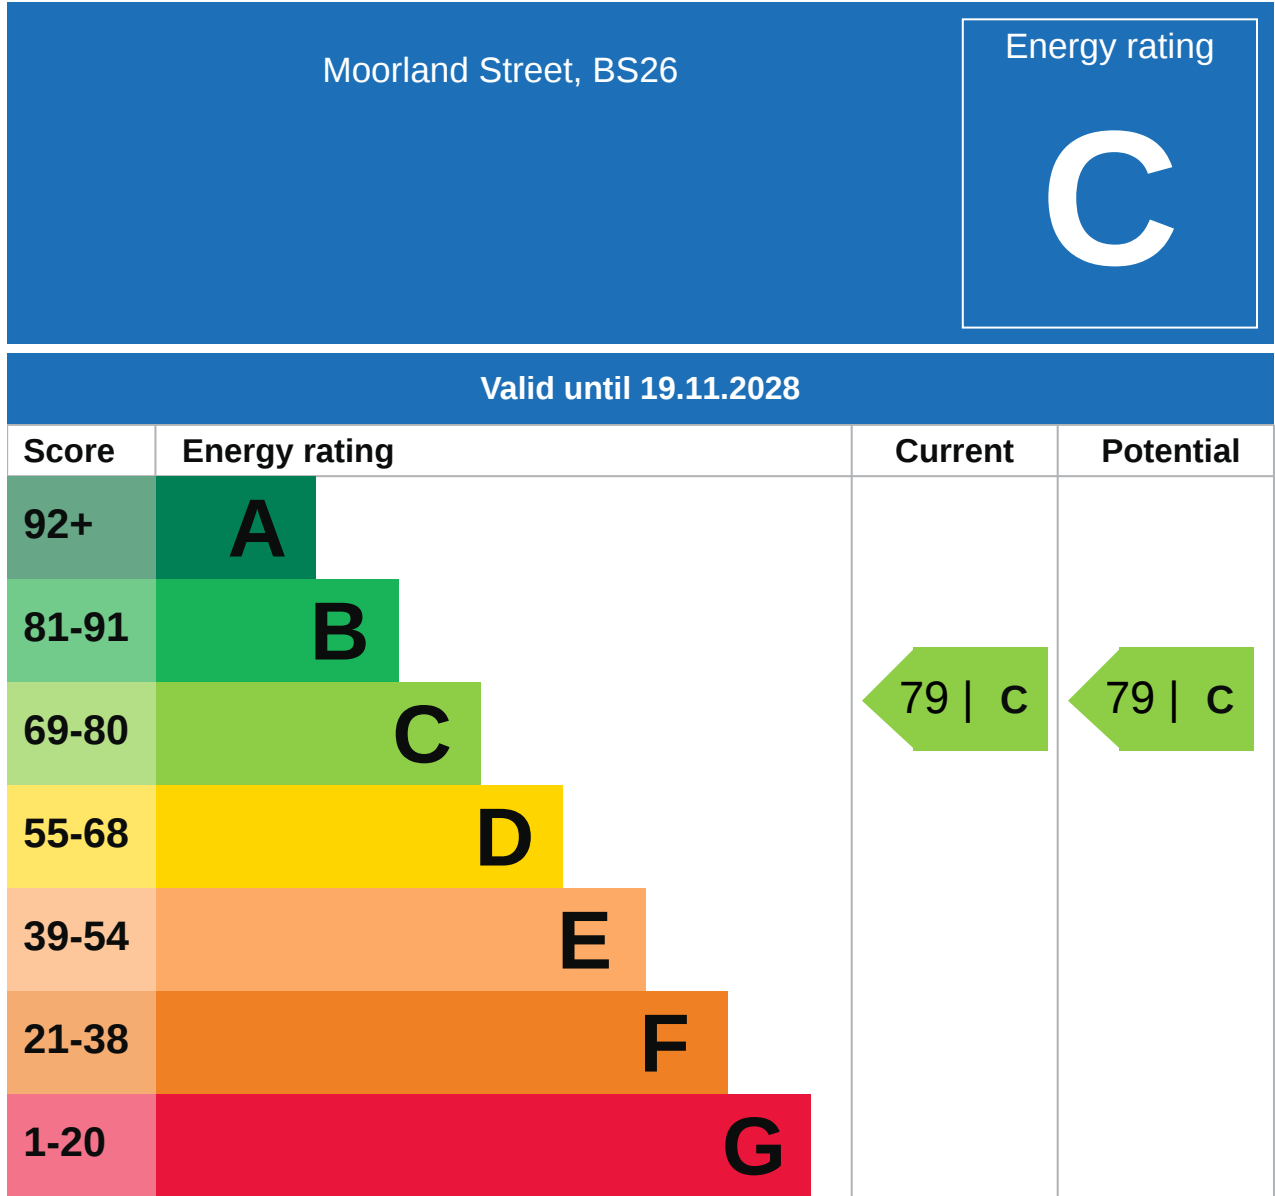 Moorland Street, BS26
Energy rating
C
Valid until 19.11.2028
Score Energy rating Current Potential
92+ A
81-91 B
79 | C 79 | C
69-80 C
55-68 D
39-54 E
21-38 F
1-20 G